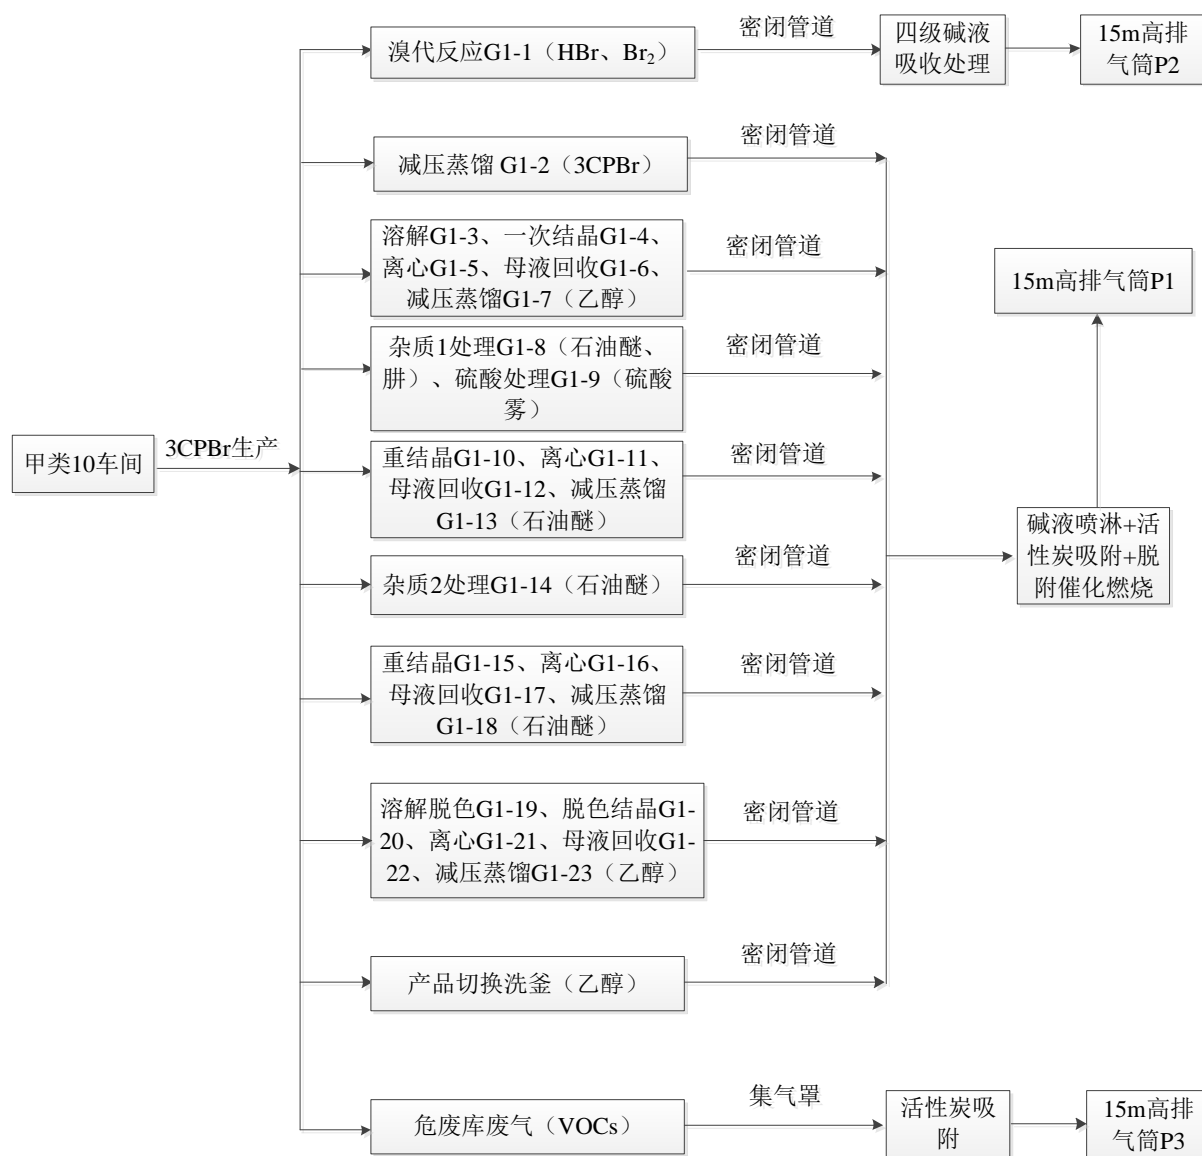 溴代反应G1-1（HBr、Br₂）
密闭管道
四级碱液
吸收处理
15m高排
气筒P2
减压蒸馏 G1-2（3CPBr）
密闭管道
溶解G1-3、一次结晶G1-4、
离心G1-5、母液回收G1-6、
减压蒸馏G1-7（乙醇）
密闭管道
15m高排气筒P1
杂质1处理G1-8（石油醚、
肼）、硫酸处理G1-9（硫酸
雾）
密闭管道
甲类10车间
3CPBr生产
重结晶G1-10、离心G1-11、
母液回收G1-12、减压蒸馏
G1-13（石油醚）
密闭管道
碱液喷淋+活
性炭吸附+脱
附催化燃烧
杂质2处理G1-14（石油醚）
密闭管道
重结晶G1-15、离心G1-16、
母液回收G1-17、减压蒸馏
G1-18（石油醚）
密闭管道
溶解脱色G1-19、脱色结晶G1-
20、离心G1-21、母液回收G1-
22、减压蒸馏G1-23（乙醇）
密闭管道
产品切换洗釜（乙醇）
密闭管道
危废库废气（VOCs）
集气罩
活性炭吸
附
15m高排
气筒P3